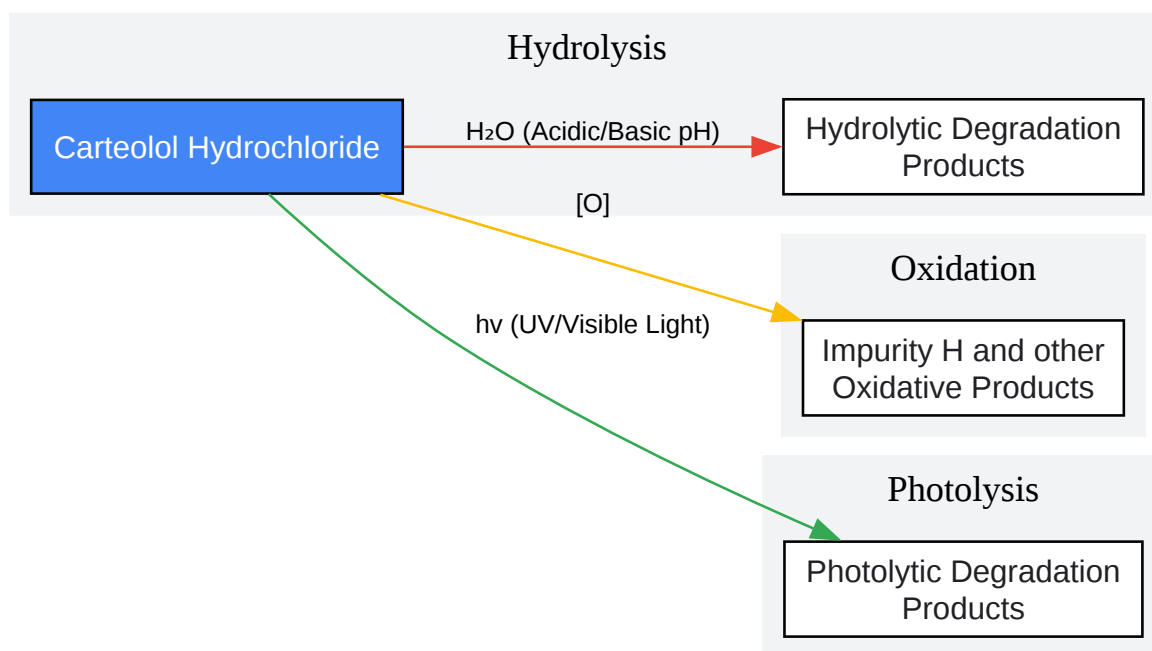 Hydrolysis
Carteolol Hydrochloride
H₂O (Acidic/Basic pH)
Hydrolytic Degradation
Products
[O]
Oxidation
hv (UV/Visible Light)
Impurity H and other
Oxidative Products
Photolysis
Photolytic Degradation
Products